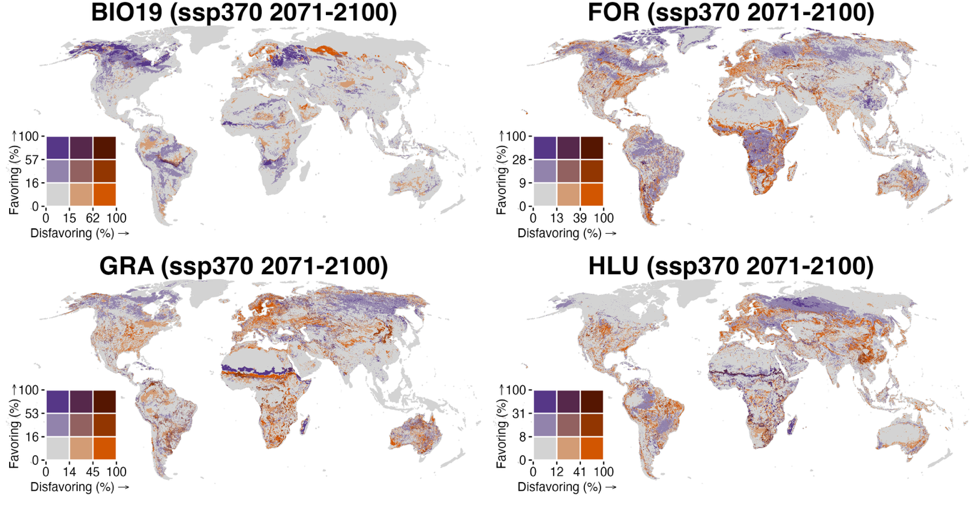 BIO19 (ssp370 2071-2100)
↑100
57
16
0
Favoring (%)
0 15 62 100
Disfavoring (%) →
FOR (ssp370 2071-2100)
↑100
28
9
0
Favoring (%)
0 13 39 100
Disfavoring (%) →
GRA (ssp370 2071-2100)
↑100
53
16
0
Favoring (%)
0 14 45 100
Disfavoring (%) →
HLU (ssp370 2071-2100)
↑100
31
8
0
Favoring (%)
0 12 41 100
Disfavoring (%) →